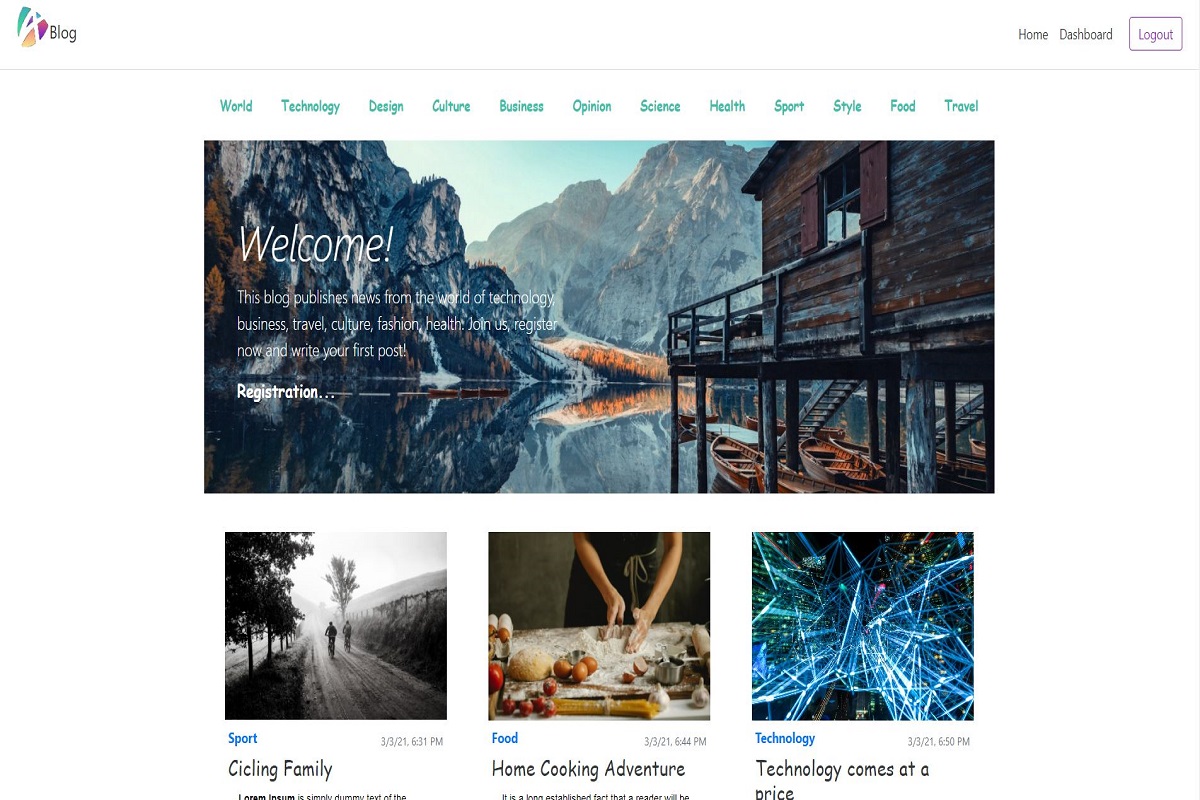 Blog
Home Dashboard Logout
World Technology Design Culture Business Opinion Science Health Sport Style Food Travel
Welcome!
This blog publishes news from the world of technology,
business, travel, culture, fashion, health. Join us, register
now and write your first post!
Registration...
Sport 3/3/21, 6:31 PM
Cicling Family
Lorem Ipsum is simply dummy text of the
Food 3/3/21, 6:44 PM
Home Cooking Adventure
It is a long established fact that a reader will be
Technology 3/3/21, 6:50 PM
Technology comes at a
price